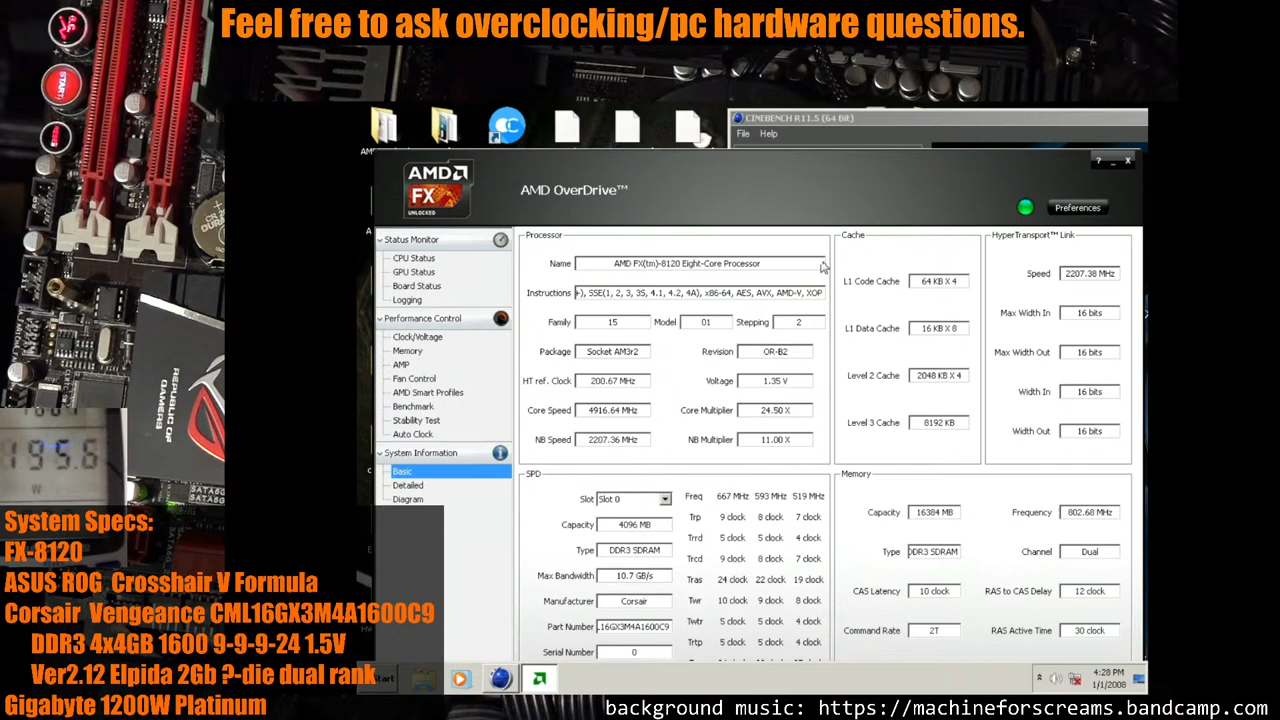 Feel free to ask overclocking/pc hardware questions.
START
CINEBENCH R11.5 (64 Bit)
File Help
AMD
FX
UNLOCKED
AMD OverDrive™
? _ X
Preferences
Status Monitor
CPU Status
GPU Status
Board Status
Logging
Performance Control
Clock/Voltage
Memory
AMP
Fan Control
AMD Smart Profiles
Benchmark
Stability Test
Auto Clock
System Information
Basic
Detailed
Diagram
Processor
Name AMD FX(tm)-8120 Eight-Core Processor
Instructions +), SSE(1, 2, 3, 3S, 4.1, 4.2, 4A), x86-64, AES, AVX, AMD-V, XOP
Family 15 Model 01 Stepping 2
Package Socket AM3r2 Revision OR-B2
HT ref. Clock 200.67 MHz Voltage 1.35 V
Core Speed 4916.64 MHz Core Multiplier 24.50 X
NB Speed 2207.36 MHz NB Multiplier 11.00 X
Cache
L1 Code Cache 64 KB X 4
L1 Data Cache 16 KB X 8
Level 2 Cache 2048 KB X 4
Level 3 Cache 8192 KB
HyperTransport™ Link
Speed 2207.38 MHz
Max Width In 16 bits
Max Width Out 16 bits
Width In 16 bits
Width Out 16 bits
SPD
Slot Slot 0
Capacity 4096 MB
Type DDR3 SDRAM
Max Bandwidth 10.7 GB/s
Manufacturer Corsair
Part Number .16GX3M4A1600C9
Serial Number 0
Freq 667 MHz 593 MHz 519 MHz
Trp 9 clock 8 clock 7 clock
Trrd 5 clock 5 clock 4 clock
Trcd 9 clock 8 clock 7 clock
Tras 24 clock 22 clock 19 clock
Twr 10 clock 9 clock 8 clock
Twtr 5 clock 5 clock 4 clock
Trtp 5 clock 5 clock 4 clock
Memory
Capacity 16384 MB Frequency 802.68 MHz
Type DDR3 SDRAM Channel Dual
CAS Latency 10 clock RAS to CAS Delay 12 clock
Command Rate 2T RAS Active Time 30 clock
tart
4:28 PM
1/1/2008
REPUBLIC OF
GAMERS
195.6
W
System Specs:
FX-8120
ASUS ROG Crosshair V Formula
Corsair Vengeance CML16GX3M4A1600C9
DDR3 4x4GB 1600 9-9-9-24 1.5V
Ver2.12 Elpida 2Gb ?-die dual rank
Gigabyte 1200W Platinum
background music: https://machineforscreams.bandcamp.com